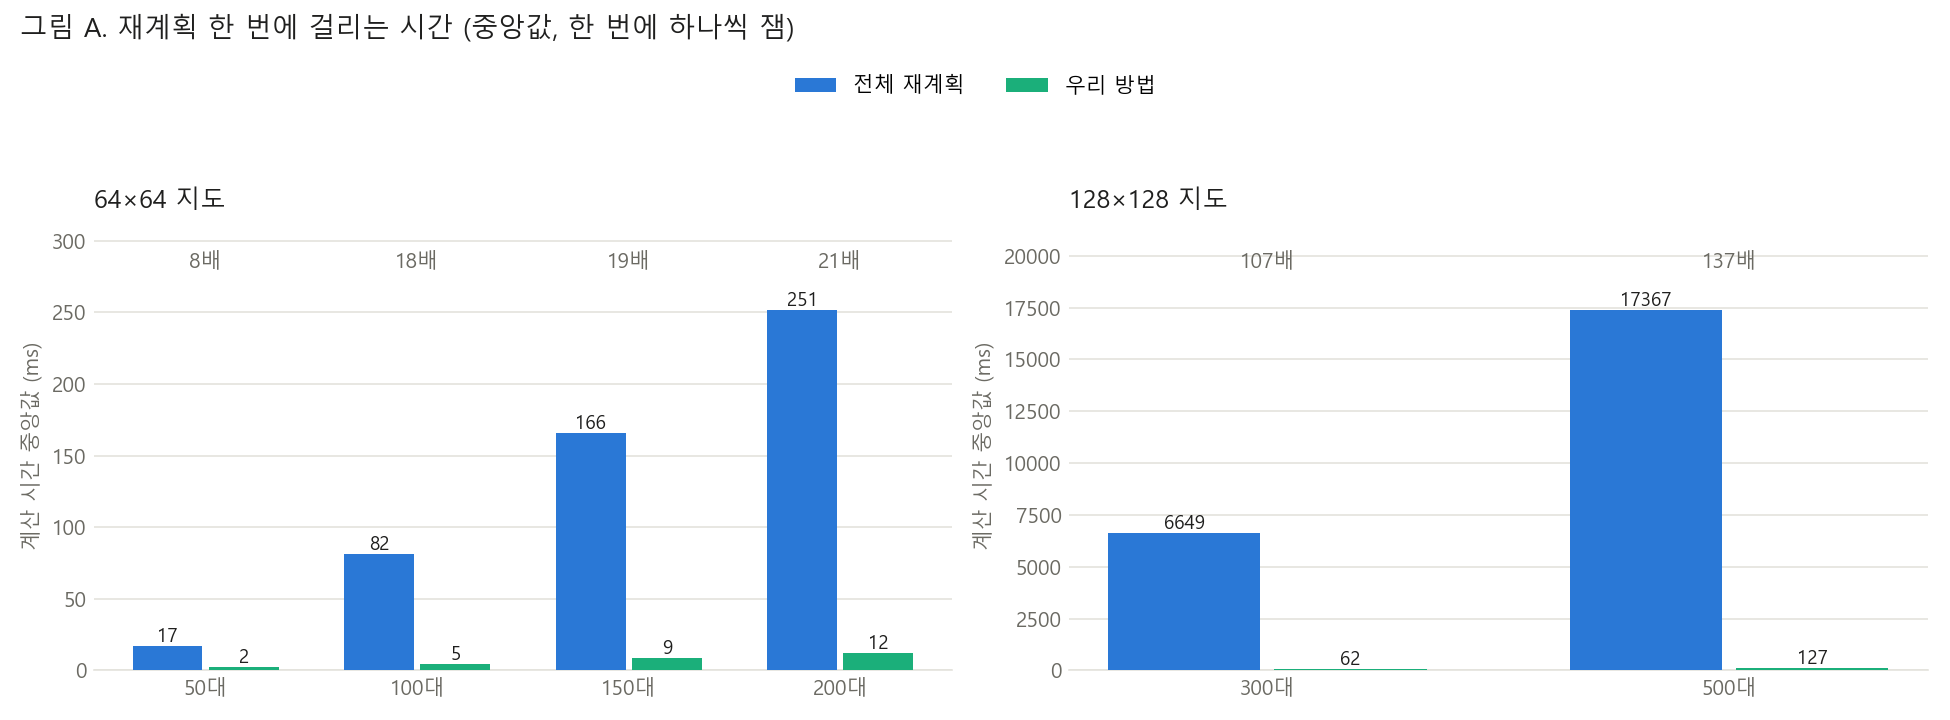 그림 A. 재계획 한 번에 걸리는 시간 (중앙값, 한 번에 하나씩 잼)
전체 재계획
우리 방법
64×64 지도
계산 시간 중앙값 (ms)
300
250
200
150
100
50
0
8배
18배
19배
21배
17
2
82
5
166
9
251
12
50대
100대
150대
200대
128×128 지도
계산 시간 중앙값 (ms)
20000
17500
15000
12500
10000
7500
5000
2500
0
107배
137배
6649
62
17367
127
300대
500대